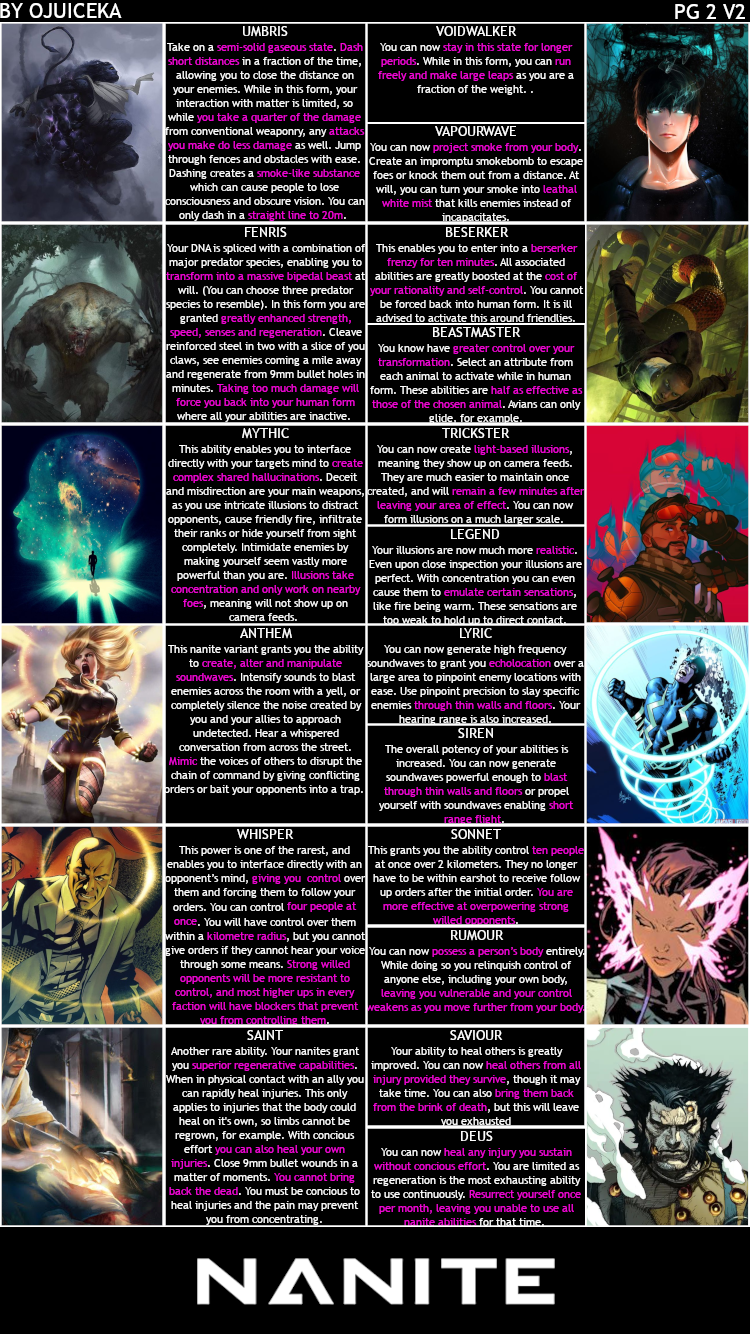 BY OJUICEKA
PG 2 V2
UMBRIS
Take on a semi-solid gaseous state. Dash
short distances in a fraction of the time,
allowing you to close the distance on
your enemies. While in this form, your
interaction with matter is limited, so
while you take a quarter of the damage
from conventional weaponry, any attacks
you make do less damage as well. Jump
through fences and obstacles with ease.
Dashing creates a smoke-like substance
which can cause people to lose
consciousness and obscure vision. You can
only dash in a straight line to 20m.
VOIDWALKER
You can now stay in this state for longer
periods. While in this form, you can run
freely and make large leaps as you are a
fraction of the weight. .
VAPOURWAVE
You can now project smoke from your body.
Create an impromptu smokebomb to escape
foes or knock them out from a distance. At
will, you can turn your smoke into leathal
white mist that kills enemies instead of
incapacitates.
FENRIS
Your DNA is spliced with a combination of
major predator species, enabling you to
transform into a massive bipedal beast at
will. (You can choose three predator
species to resemble). In this form you are
granted greatly enhanced strength,
speed, senses and regeneration. Cleave
reinforced steel in two with a slice of you
claws, see enemies coming a mile away
and regenerate from 9mm bullet holes in
minutes. Taking too much damage will
force you back into your human form
where all your abilities are inactive.
BESERKER
This enables you to enter into a berserker
frenzy for ten minutes. All associated
abilities are greatly boosted at the cost of
your rationality and self-control. You cannot
be forced back into human form. It is ill
advised to activate this around friendlies.
BEASTMASTER
You know have greater control over your
transformation. Select an attribute from
each animal to activate while in human
form. These abilities are half as effective as
those of the chosen animal. Avians can only
glide, for example.
MYTHIC
This ability enables you to interface
directly with your targets mind to create
complex shared hallucinations. Deceit
and misdirection are your main weapons,
as you use intricate illusions to distract
opponents, cause friendly fire, infiltrate
their ranks or hide yourself from sight
completely. Intimidate enemies by
making yourself seem vastly more
powerful than you are. Illusions take
concentration and only work on nearby
foes, meaning will not show up on
camera feeds.
TRICKSTER
You can now create light-based illusions,
meaning they show up on camera feeds.
They are much easier to maintain once
created, and will remain a few minutes after
leaving your area of effect. You can now
form illusions on a much larger scale.
LEGEND
Your illusions are now much more realistic.
Even upon close inspection your illusions are
perfect. With concentration you can even
cause them to emulate certain sensations,
like fire being warm. These sensations are
too weak to hold up to direct contact.
ANTHEM
This nanite variant grants you the ability
to create, alter and manipulate
soundwaves. Intensify sounds to blast
enemies across the room with a yell, or
completely silence the noise created by
you and your allies to approach
undetected. Hear a whispered
conversation from across the street.
Mimic the voices of others to disrupt the
chain of command by giving conflicting
orders or bait your opponents into a trap.
LYRIC
You can now generate high frequency
soundwaves to grant you echolocation over a
large area to pinpoint enemy locations with
ease. Use pinpoint precision to slay specific
enemies through thin walls and floors. Your
hearing range is also increased.
SIREN
The overall potency of your abilities is
increased. You can now generate
soundwaves powerful enough to blast
through thin walls and floors or propel
yourself with soundwaves enabling short
range flight.
WHISPER
This power is one of the rarest, and
enables you to interface directly with an
opponent's mind, giving you control over
them and forcing them to follow your
orders. You can control four people at
once. You will have control over them
within a kilometre radius, but you cannot
give orders if they cannot hear your voice
through some means. Strong willed
opponents will be more resistant to
control, and most higher ups in every
faction will have blockers that prevent
you from controlling them.
SONNET
This grants you the ability control ten people
at once over 2 kilometers. They no longer
have to be within earshot to receive follow
up orders after the initial order. You are
more effective at overpowering strong
willed opponents.
RUMOUR
You can now possess a person's body entirely.
While doing so you relinquish control of
anyone else, including your own body,
leaving you vulnerable and your control
weakens as you move further from your body.
SAINT
Another rare ability. Your nanites grant
you superior regenerative capabilities.
When in physical contact with an ally you
can rapidly heal injuries. This only
applies to injuries that the body could
heal on it's own, so limbs cannot be
regrown, for example. With concious
effort you can also heal your own
injuries. Close 9mm bullet wounds in a
matter of moments. You cannot bring
back the dead. You must be concious to
heal injuries and the pain may prevent
you from concentrating.
SAVIOUR
Your ability to heal others is greatly
improved. You can now heal others from all
injury provided they survive, though it may
take time. You can also bring them back
from the brink of death, but this will leave
you exhausted
DEUS
You can now heal any injury you sustain
without concious effort. You are limited as
regeneration is the most exhausting ability
to use continuously. Resurrect yourself once
per month, leaving you unable to use all
nanite abilities for that time.
NANITE